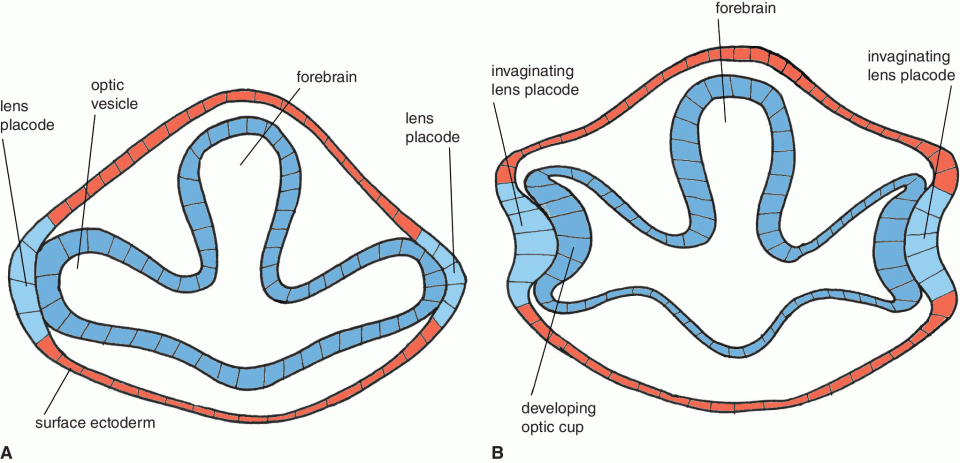 lens
placode
optic
vesicle
forebrain
lens
placode
surface ectoderm
A
forebrain
invaginating
lens placode
invaginating
lens placode
developing
optic cup
B